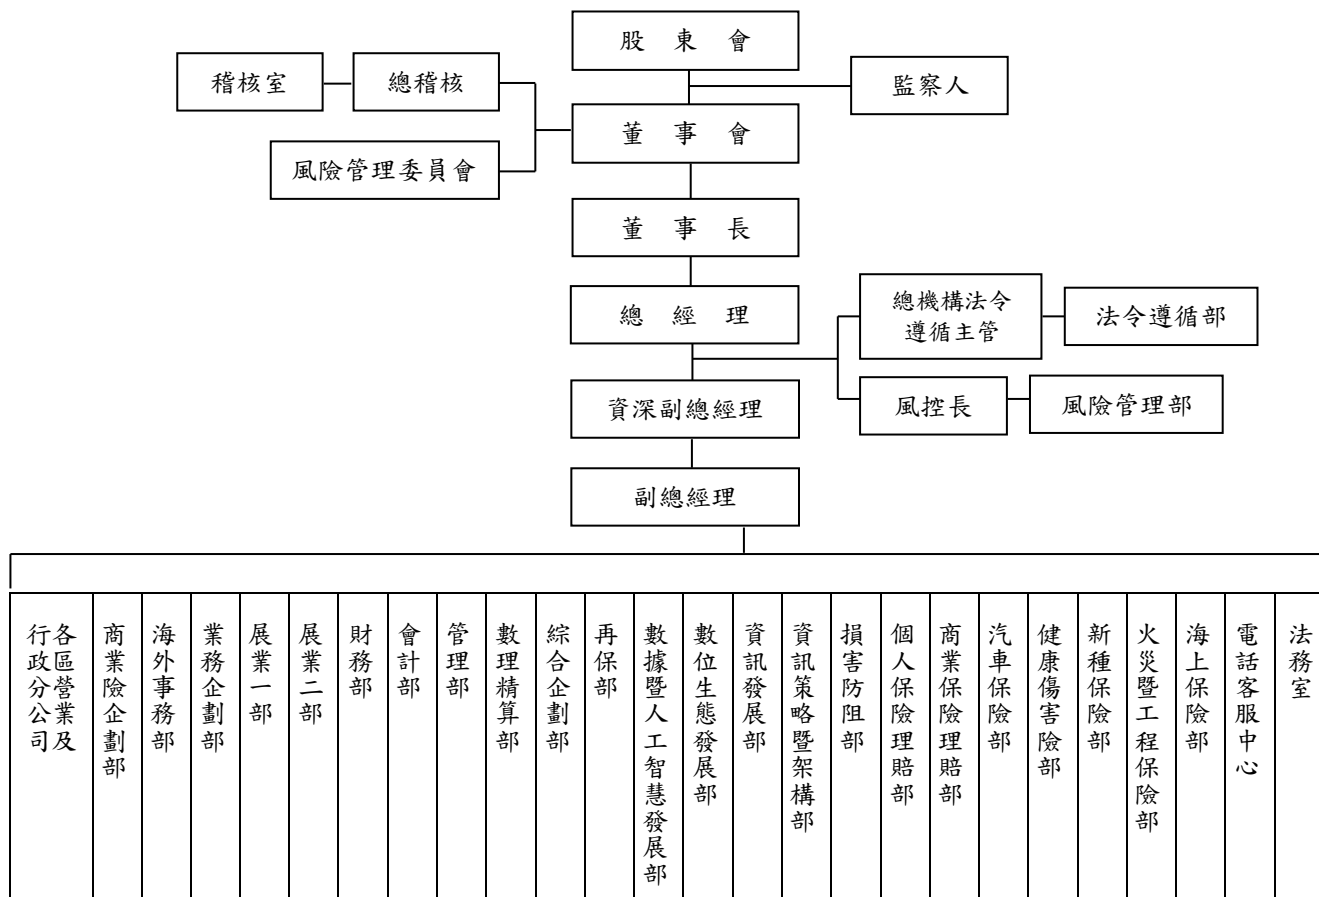 股東會
稽核室
總稽核
監察人
董事會
風險管理委員會
董事長
總經理
總機構法令
遵循主管
法令遵循部
資深副總經理
風控長
風險管理部
副總經理
各區營業及
行政分公司
商業險企劃部
海外事務部
業務企劃部
展業一部
展業二部
財務部
會計部
管理部
數理精算部
綜合企劃部
再保部
數據暨人工智慧發展部
數位生態發展部
資訊發展部
資訊策略暨架構部
損害防阻部
個人保險理賠部
商業保險理賠部
汽車保險部
健康傷害險部
新種保險部
火災暨工程保險部
海上保險部
電話客服中心
法務室